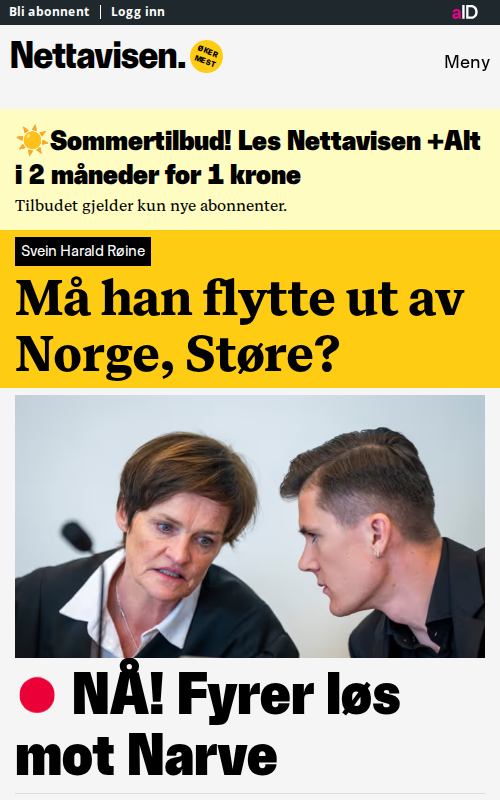 Bli abonnent | Logg inn
aID
Nettavisen.
ØKER
MEST
Meny
☀️Sommertilbud! Les Nettavisen +Alt
i 2 måneder for 1 krone
Tilbudet gjelder kun nye abonnenter.
Svein Harald Røine
Må han flytte ut av
Norge, Støre?
NÅ! Fyrer løs
mot Narve